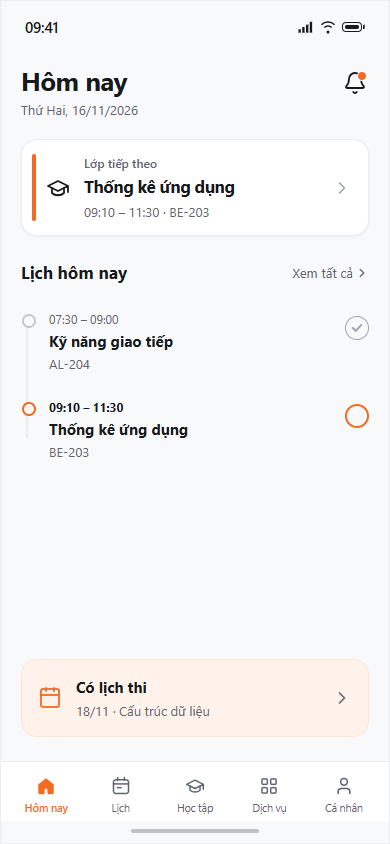 09:41
Hôm nay
Thứ Hai, 16/11/2026
Lớp tiếp theo
Thống kê ứng dụng
09:10 – 11:30 · BE-203
Lịch hôm nay
Xem tất cả
07:30 – 09:00
Kỹ năng giao tiếp
AL-204
09:10 – 11:30
Thống kê ứng dụng
BE-203
Có lịch thi
18/11 · Cấu trúc dữ liệu
Hôm nay
Lịch
Học tập
Dịch vụ
Cá nhân